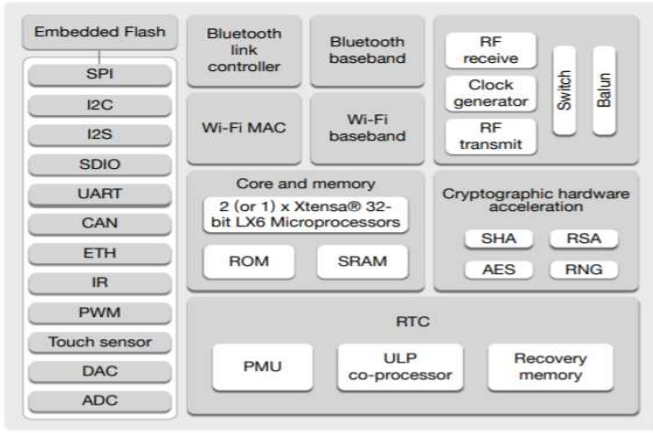 Embedded Flash
SPI
I2C
I2S
SDIO
UART
CAN
ETH
IR
PWM
Touch sensor
DAC
ADC
Bluetooth
link
controller
Bluetooth
baseband
Wi-Fi MAC
Wi-Fi
baseband
RF
receive
Clock
generator
RF
transmit
Switch
Balun
Core and memory
2 (or 1) x Xtensa® 32-
bit LX6 Microprocessors
ROM
SRAM
Cryptographic hardware
acceleration
SHA
RSA
AES
RNG
RTC
PMU
ULP
co-processor
Recovery
memory